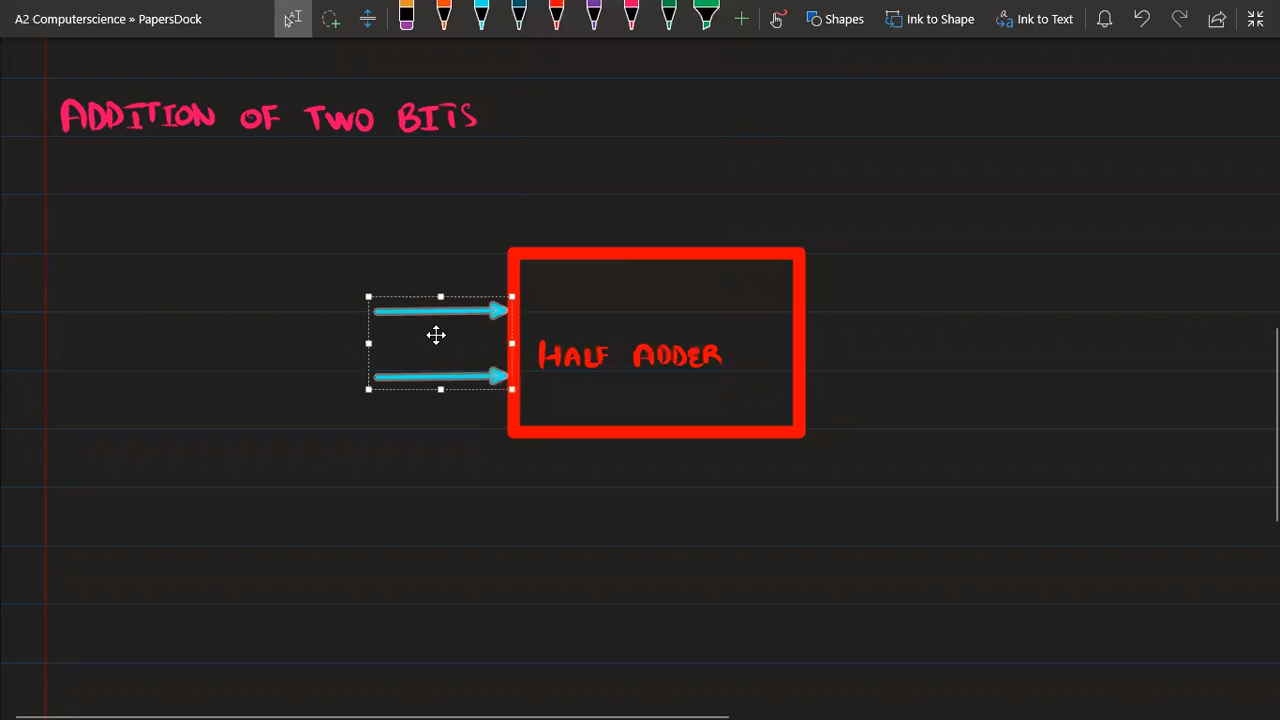 A2 Computerscience » PapersDock
Shapes
Ink to Shape
Ink to Text
ADDITION OF TWO BITS
HALF ADDER